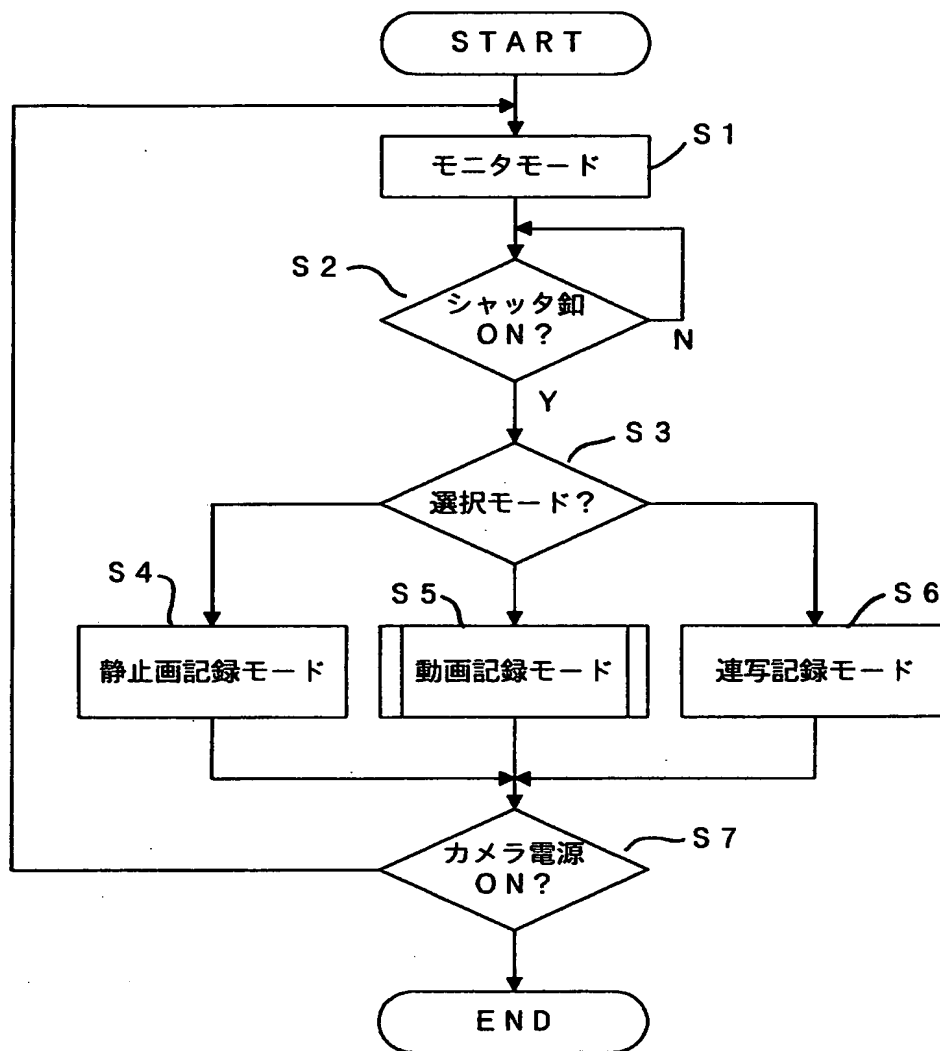 START
S1
モニタモード
S2
シャッタ釦
ON?
N
Y
S3
選択モード?
S4
S5
S6
静止画記録モード
動画記録モード
連写記録モード
S7
カメラ電源
ON?
END